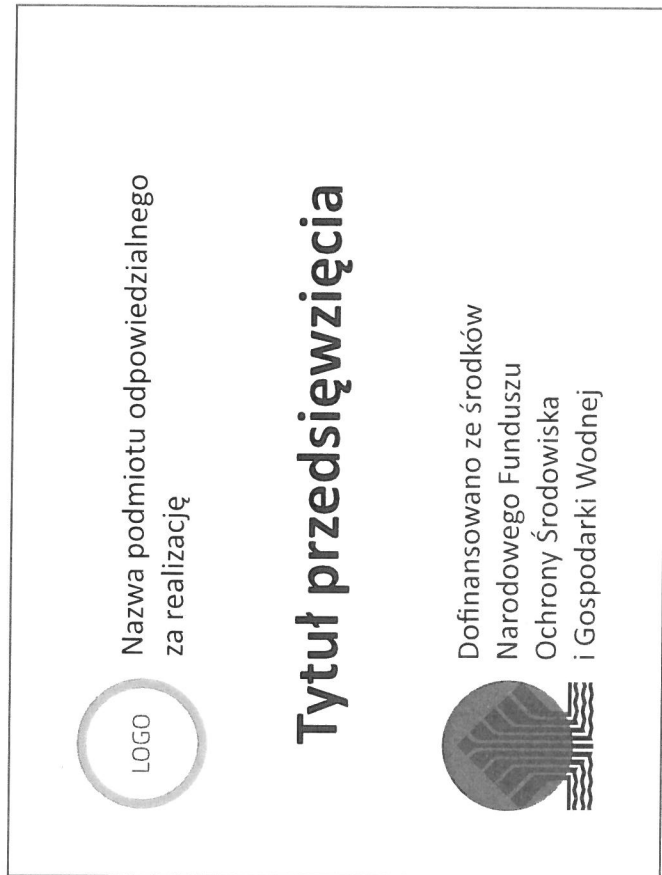 LOGO
Nazwa podmiotu odpowiedzialnego
za realizację
Tytuł przedsięwzięcia
Dofinansowano ze środków
Narodowego Funduszu
Ochrony Środowiska
i Gospodarki Wodnej